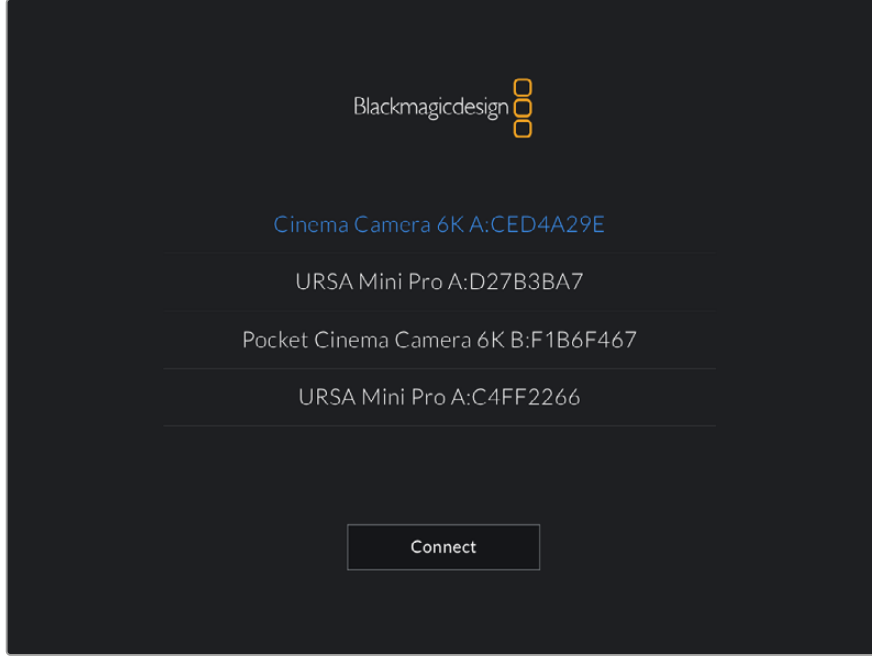 Blackmagicdesign
Cinema Camera 6K A:CED4A29E
URSA Mini Pro A:D27B3BA7
Pocket Cinema Camera 6K B:F1B6F467
URSA Mini Pro A:C4FF2266
Connect